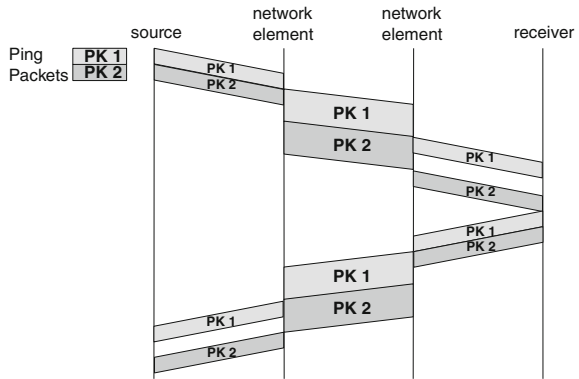 source
network
element
network
element
receiver
Ping
Packets
PK 1
PK 2
PK 1
PK 2
PK 1
PK 2
PK 1
PK 2
PK 1
PK 2
PK 1
PK 2
PK 1
PK 2